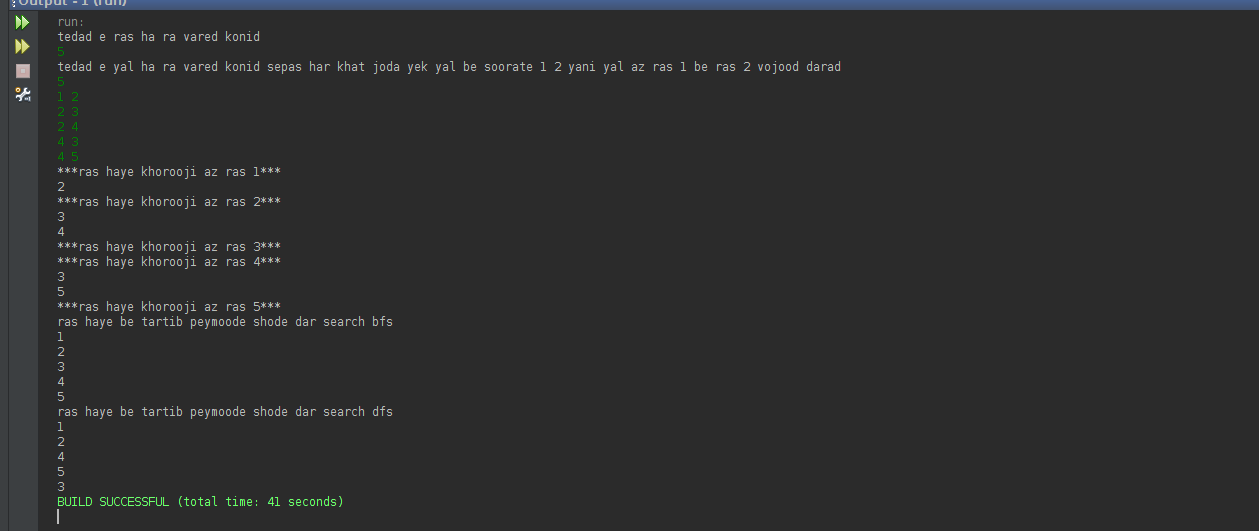 Output - 1 (run)
run:
tedad e ras ha ra vared konid
5
tedad e yal ha ra vared konid sepas har khat joda yek yal be soorate 1 2 yani yal az ras 1 be ras 2 vojood darad
5
1 2
2 3
2 4
4 3
4 5
***ras haye khorooji az ras 1***
2
***ras haye khorooji az ras 2***
3
4
***ras haye khorooji az ras 3***
***ras haye khorooji az ras 4***
3
5
***ras haye khorooji az ras 5***
ras haye be tartib peymoode shode dar search bfs
1
2
3
4
5
ras haye be tartib peymoode shode dar search dfs
1
2
4
5
3
BUILD SUCCESSFUL (total time: 41 seconds)